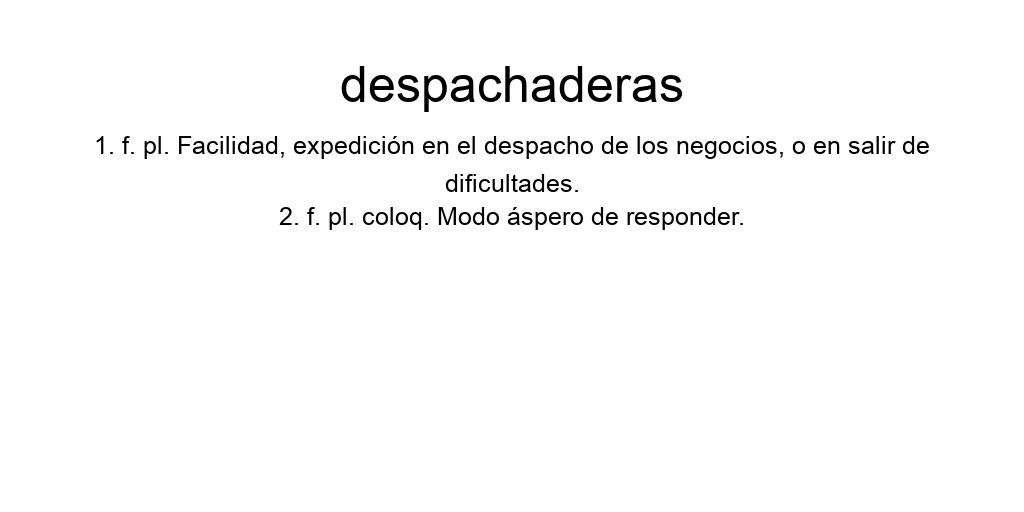 despachaderas
1. f. pl. Facilidad, expedición en el despacho de los negocios, o en salir de
dificultades.
2. f. pl. coloq. Modo áspero de responder.